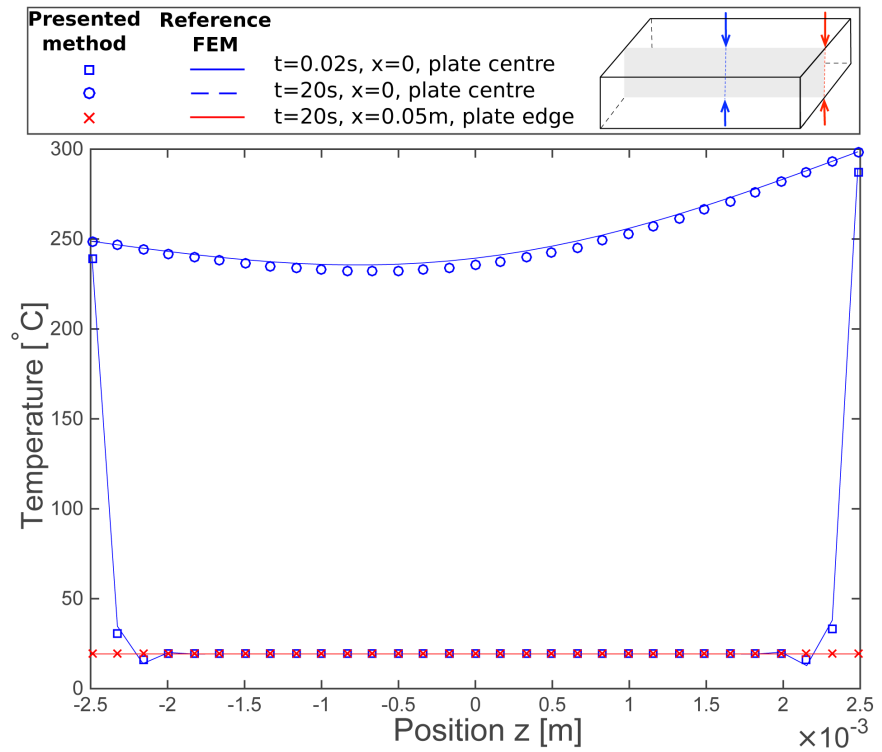 Presented Reference
method FEM
t=0.02s, x=0, plate centre
t=20s, x=0, plate centre
t=20s, x=0.05m, plate edge
300
250
200
150
100
50
0
Temperature [°C]
-2.5 -2 -1.5 -1 -0.5 0 0.5 1 1.5 2 2.5
Position z [m]
×10⁻³